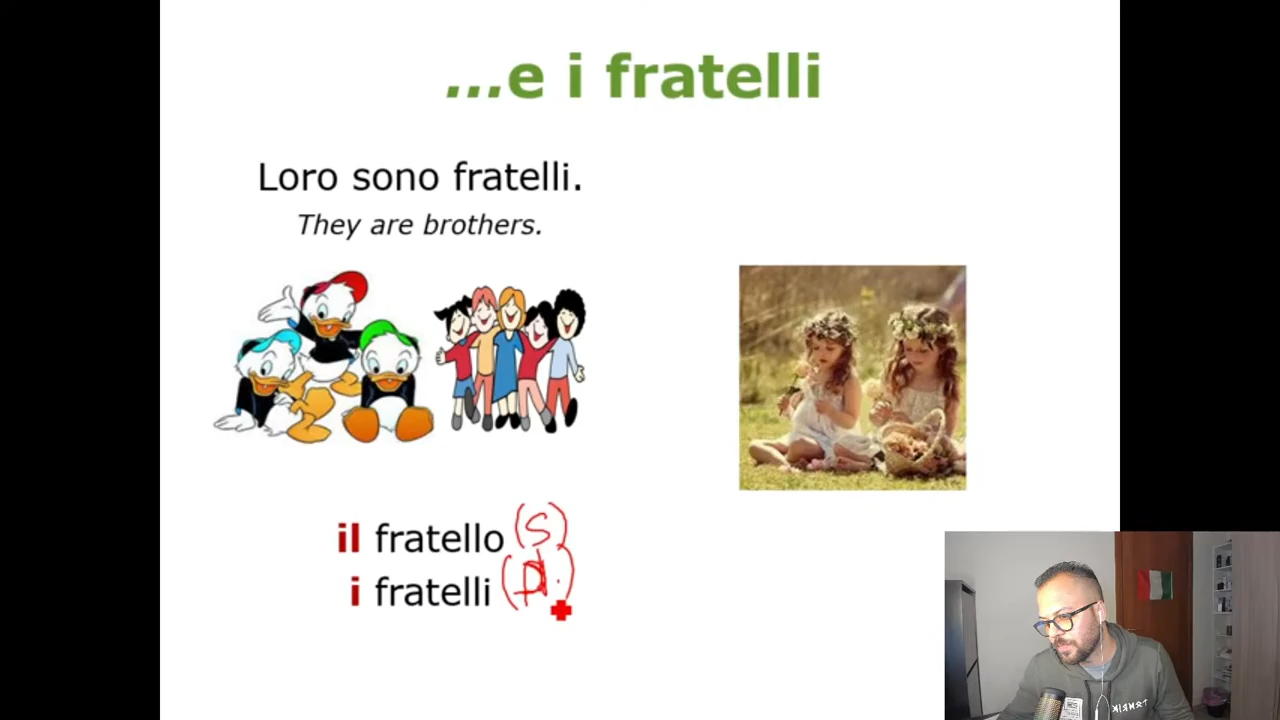 ...e i fratelli
Loro sono fratelli.
They are brothers.
il fratello (S)
i fratelli